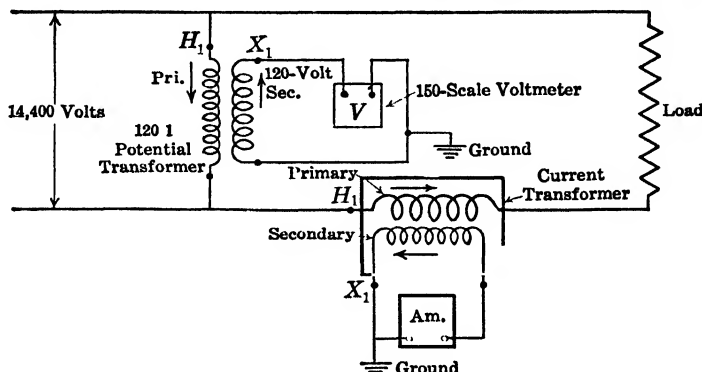 H1
X1
Pri.
120-Volt
Sec.
V
150-Scale Voltmeter
14,400 Volts
120 1
Potential
Transformer
Ground
Load
Primary
Current
Transformer
H1
Secondary
X1
Am.
Ground